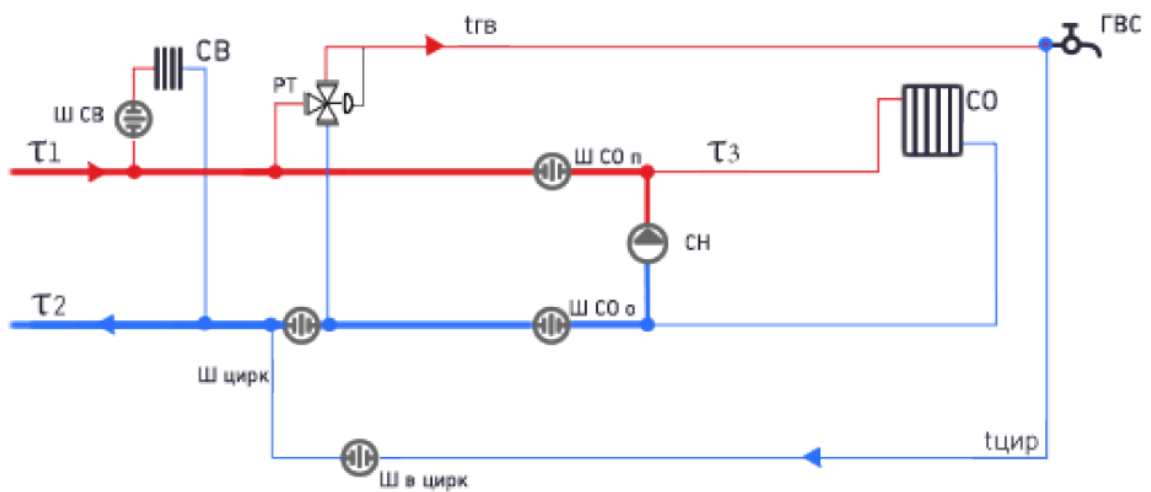 tгв
ГВС
СВ
РТ
Ш СВ
СО
τ1
Ш СО п
τ3
СН
τ2
Ш СО о
Ш цирк
tцир
Ш в цирк